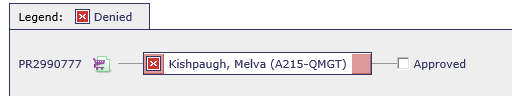 Legend: Denied
PR2990777 Kishpaugh, Melva (A215-QMGT) Approved